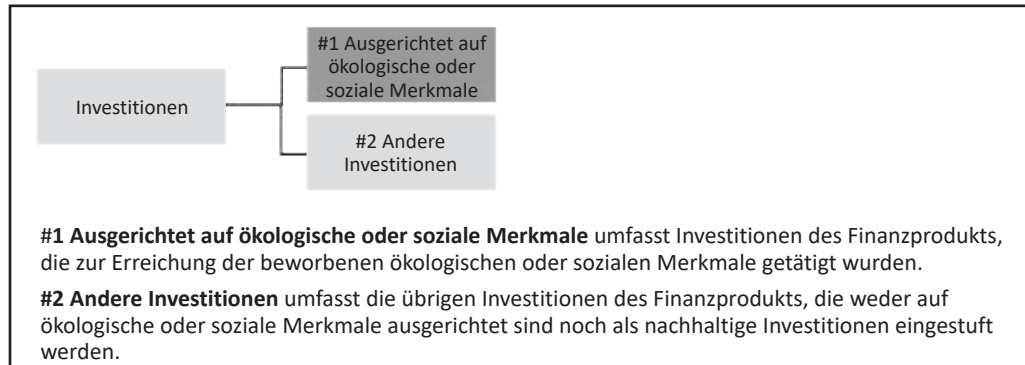 #1 Ausgerichtet auf
ökologische oder
soziale Merkmale
Investitionen
#2 Andere
Investitionen
#1 Ausgerichtet auf ökologische oder soziale Merkmale umfasst Investitionen des Finanzprodukts,
die zur Erreichung der beworbenen ökologischen oder sozialen Merkmale getätigt wurden.
#2 Andere Investitionen umfasst die übrigen Investitionen des Finanzprodukts, die weder auf
ökologische oder soziale Merkmale ausgerichtet sind noch als nachhaltige Investitionen eingestuft
werden.